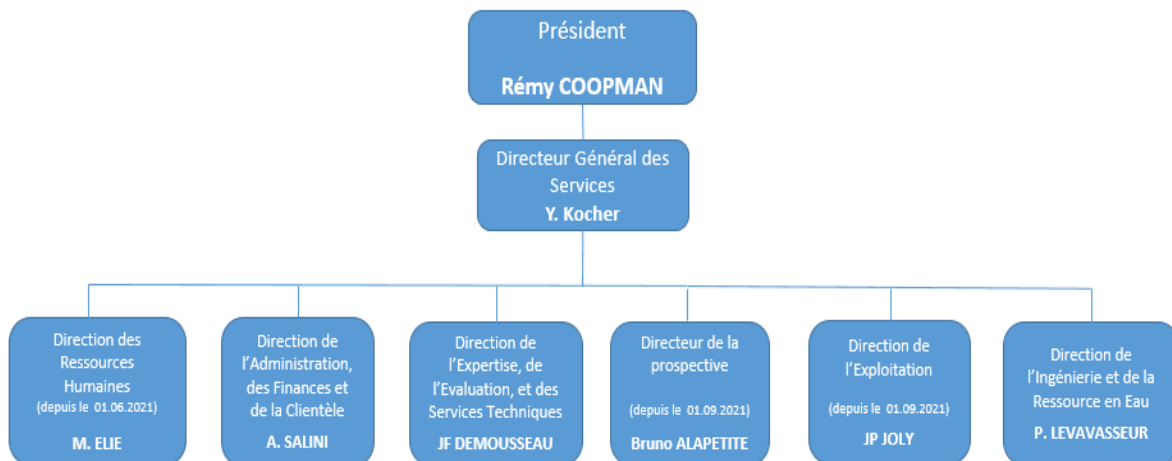 Président
Rémy COOPMAN
Directeur Général des
Services
Y. Kocher
Direction des
Ressources
Humaines
(depuis le 01.06.2021)
M. ELIE
Direction de
l'Administration,
des Finances et
de la Clientèle
A. SALINI
Direction de
l'Expertise, de
l'Evaluation, et des
Services Techniques
JF DEMOUSSEAU
Directeur de la
prospective
(depuis le 01.09.2021)
Bruno ALAPETITE
Direction de
l'Exploitation
(depuis le 01.09.2021)
JP JOLY
Direction de
l'Ingénierie et de la
Ressource en Eau
P. LEVAVASSEUR